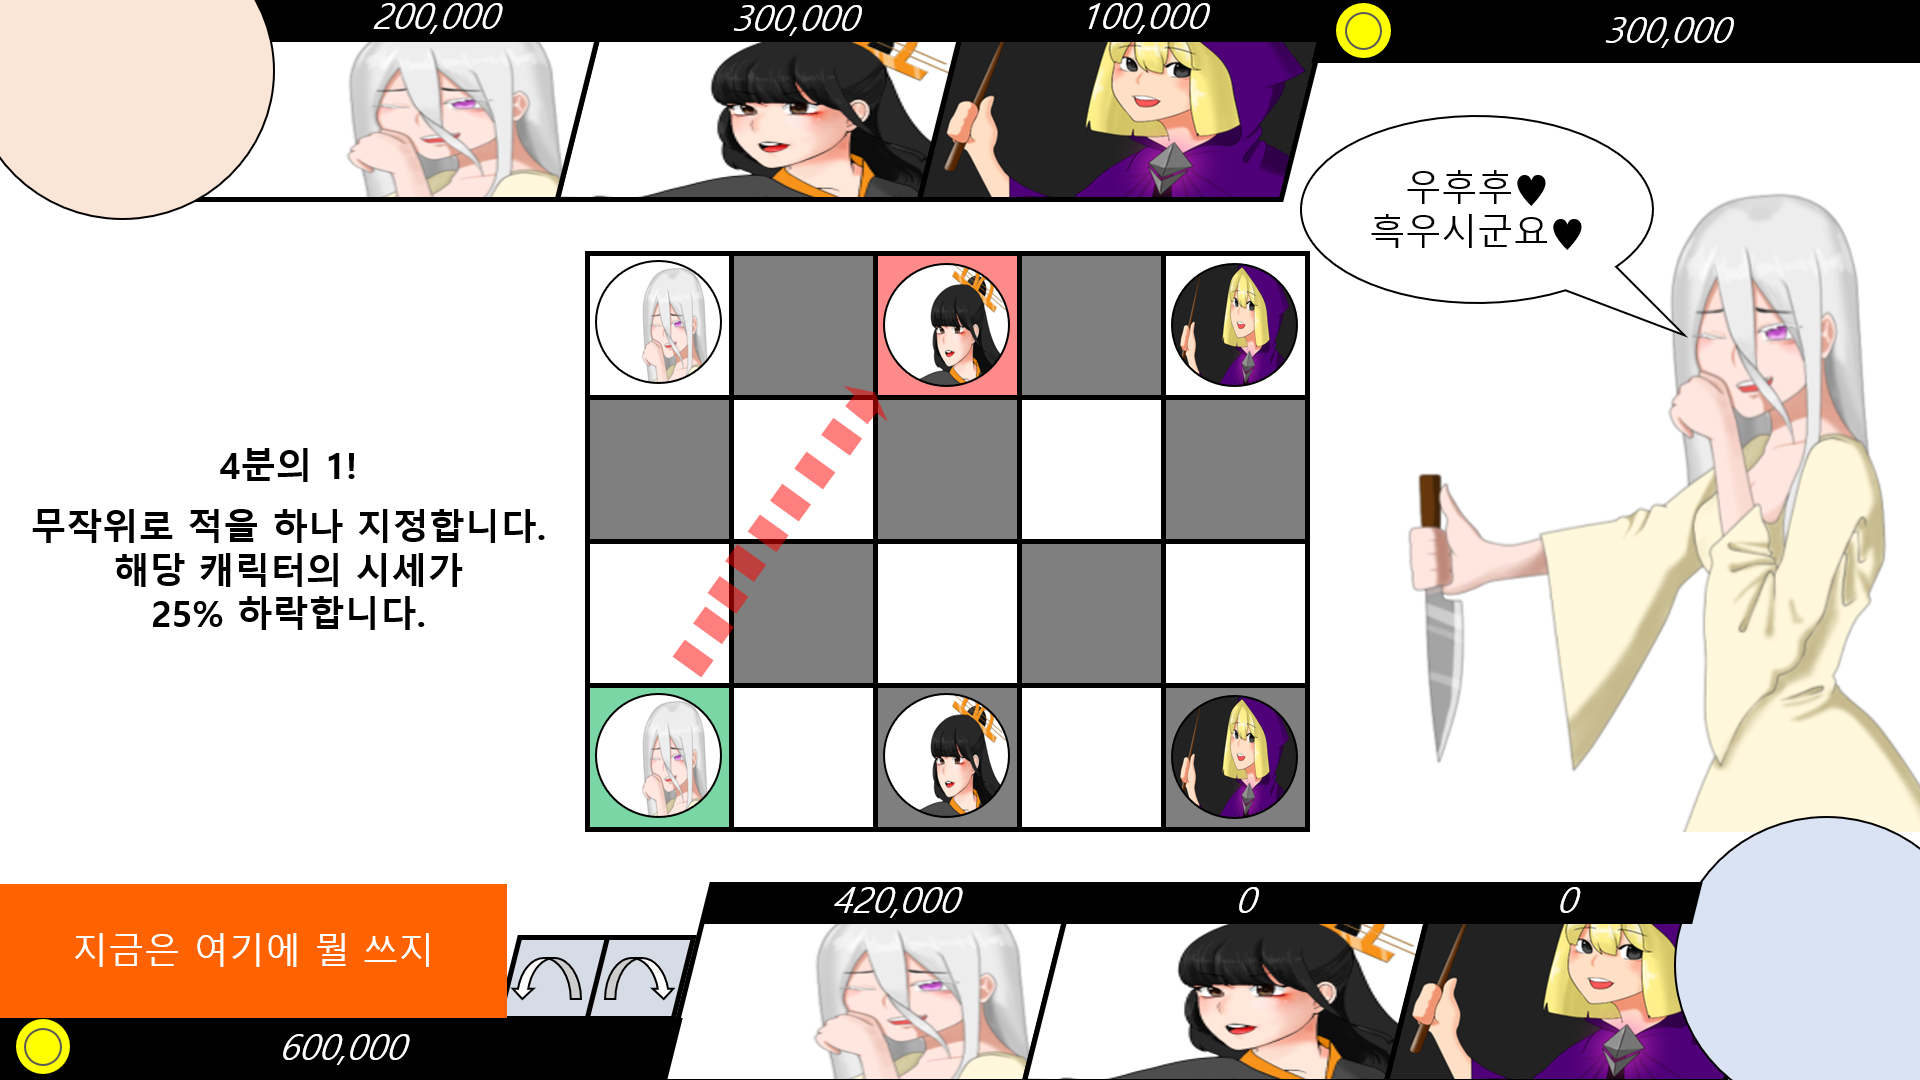 200,000
300,000
100,000
300,000
우후후♥
흑우시군요♥
4분의 1!
무작위로 적을 하나 지정합니다.
해당 캐릭터의 시세가
25% 하락합니다.
420,000
0
0
지금은 여기에 뭘 쓰지
600,000